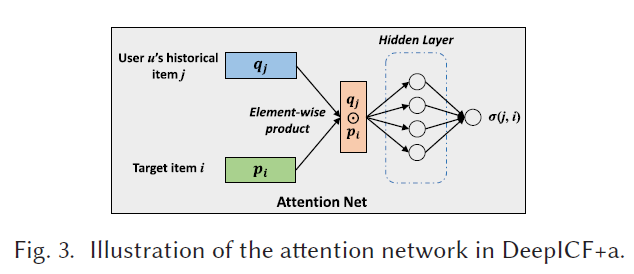 Hidden Layer
User u's historical
item j
q_j
Element-wise
product
q_j
⊙
p_i
σ(j, i)
Target item i
p_i
Attention Net
Fig. 3. Illustration of the attention network in DeepICF+a.